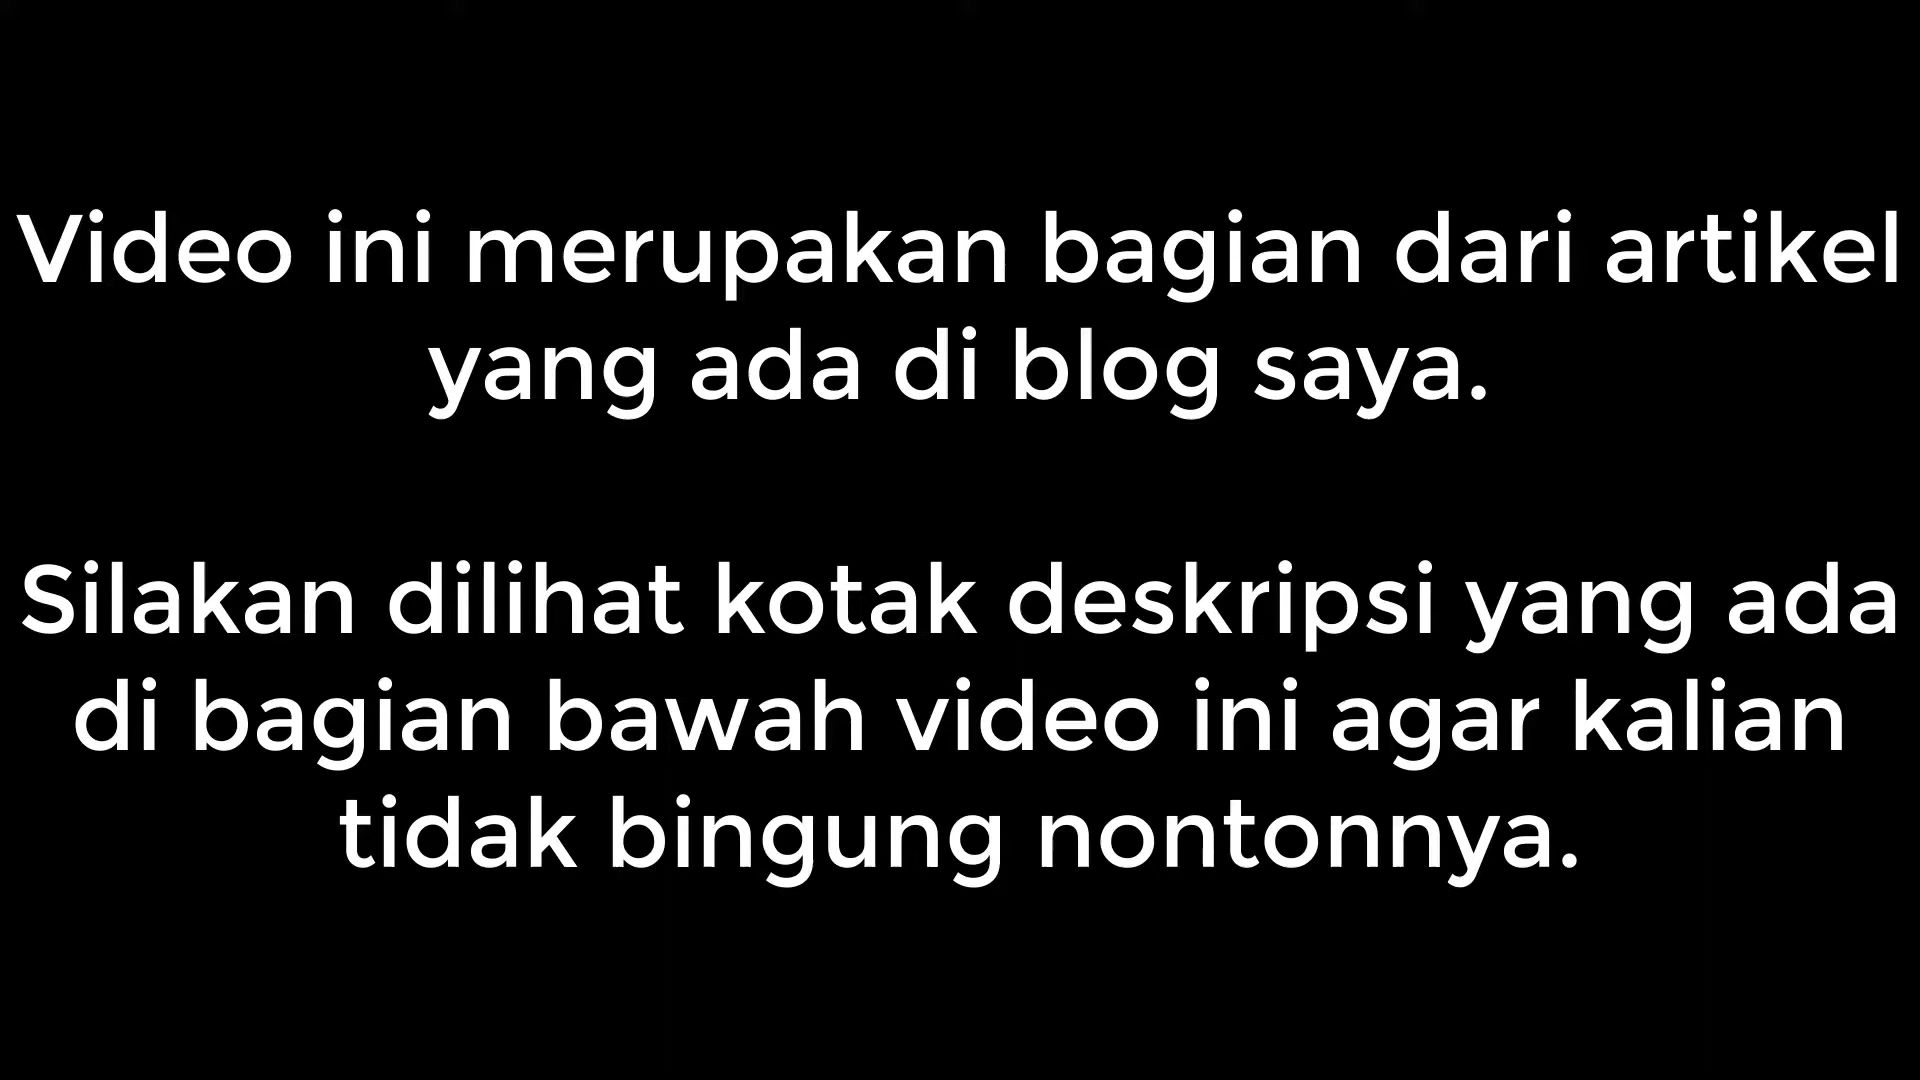 Video ini merupakan bagian dari artikel
yang ada di blog saya.
Silakan dilihat kotak deskripsi yang ada
di bagian bawah video ini agar kalian
tidak bingung nontonnya.